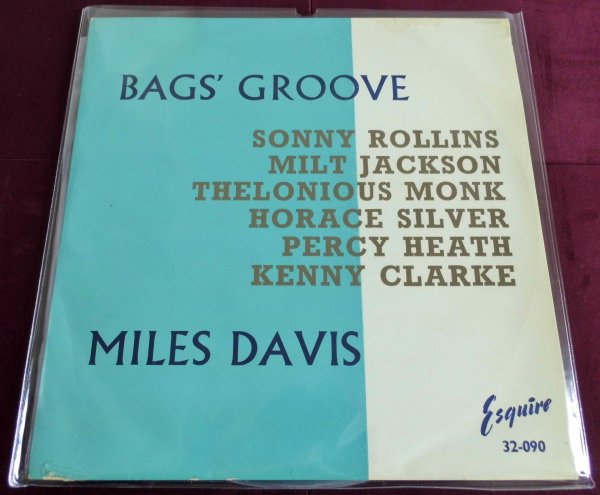 BAGS' GROOVE
SONNY ROLLINS
MILT JACKSON
THELONIOUS MONK
HORACE SILVER
PERCY HEATH
KENNY CLARKE
MILES DAVIS
Esquire
32-090